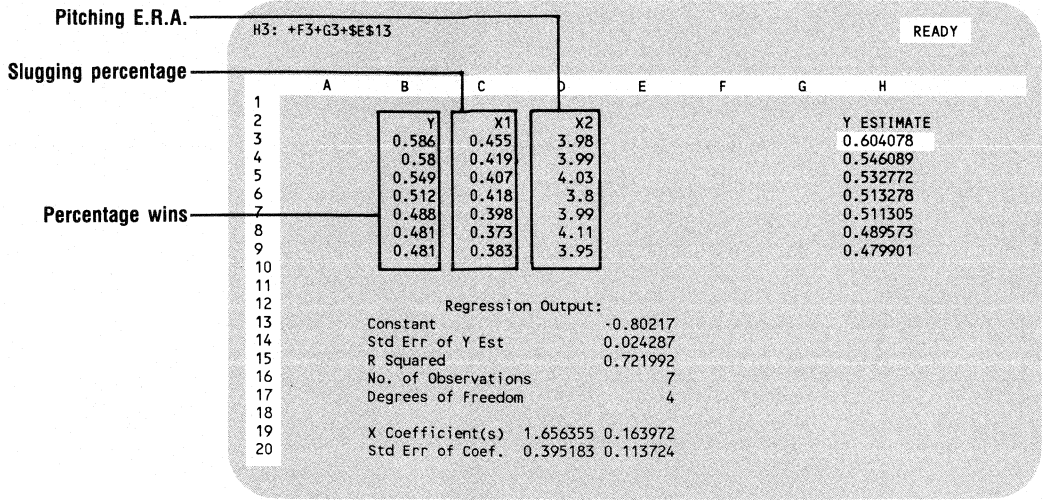 Pitching E.R.A.
H3: +F3+G3+$E$13 READY
Slugging percentage
A B C D E F G H
1
2 Y X1 X2 Y ESTIMATE
3 0.586 0.455 3.98 0.604078
4 0.58 0.419 3.99 0.546089
5 0.549 0.407 4.03 0.532772
6 0.512 0.418 3.8 0.513278
Percentage wins
7 0.488 0.398 3.99 0.511305
8 0.481 0.373 4.11 0.489573
9 0.481 0.383 3.95 0.479901
10
11
12 Regression Output:
13 Constant -0.80217
14 Std Err of Y Est 0.024287
15 R Squared 0.721992
16 No. of Observations 7
17 Degrees of Freedom 4
18
19 X Coefficient(s) 1.656355 0.163972
20 Std Err of Coef. 0.395183 0.113724